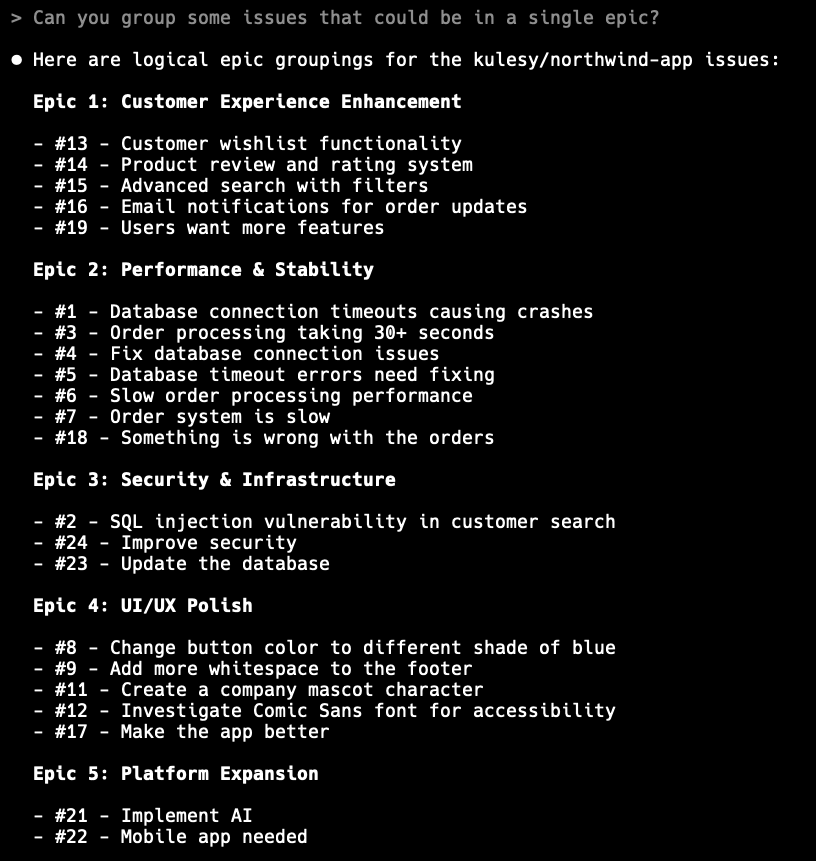 > Can you group some issues that could be in a single epic?
● Here are logical epic groupings for the kulesy/northwind-app issues:
Epic 1: Customer Experience Enhancement
- #13 - Customer wishlist functionality
- #14 - Product review and rating system
- #15 - Advanced search with filters
- #16 - Email notifications for order updates
- #19 - Users want more features
Epic 2: Performance & Stability
- #1 - Database connection timeouts causing crashes
- #3 - Order processing taking 30+ seconds
- #4 - Fix database connection issues
- #5 - Database timeout errors need fixing
- #6 - Slow order processing performance
- #7 - Order system is slow
- #18 - Something is wrong with the orders
Epic 3: Security & Infrastructure
- #2 - SQL injection vulnerability in customer search
- #24 - Improve security
- #23 - Update the database
Epic 4: UI/UX Polish
- #8 - Change button color to different shade of blue
- #9 - Add more whitespace to the footer
- #11 - Create a company mascot character
- #12 - Investigate Comic Sans font for accessibility
- #17 - Make the app better
Epic 5: Platform Expansion
- #21 - Implement AI
- #22 - Mobile app needed